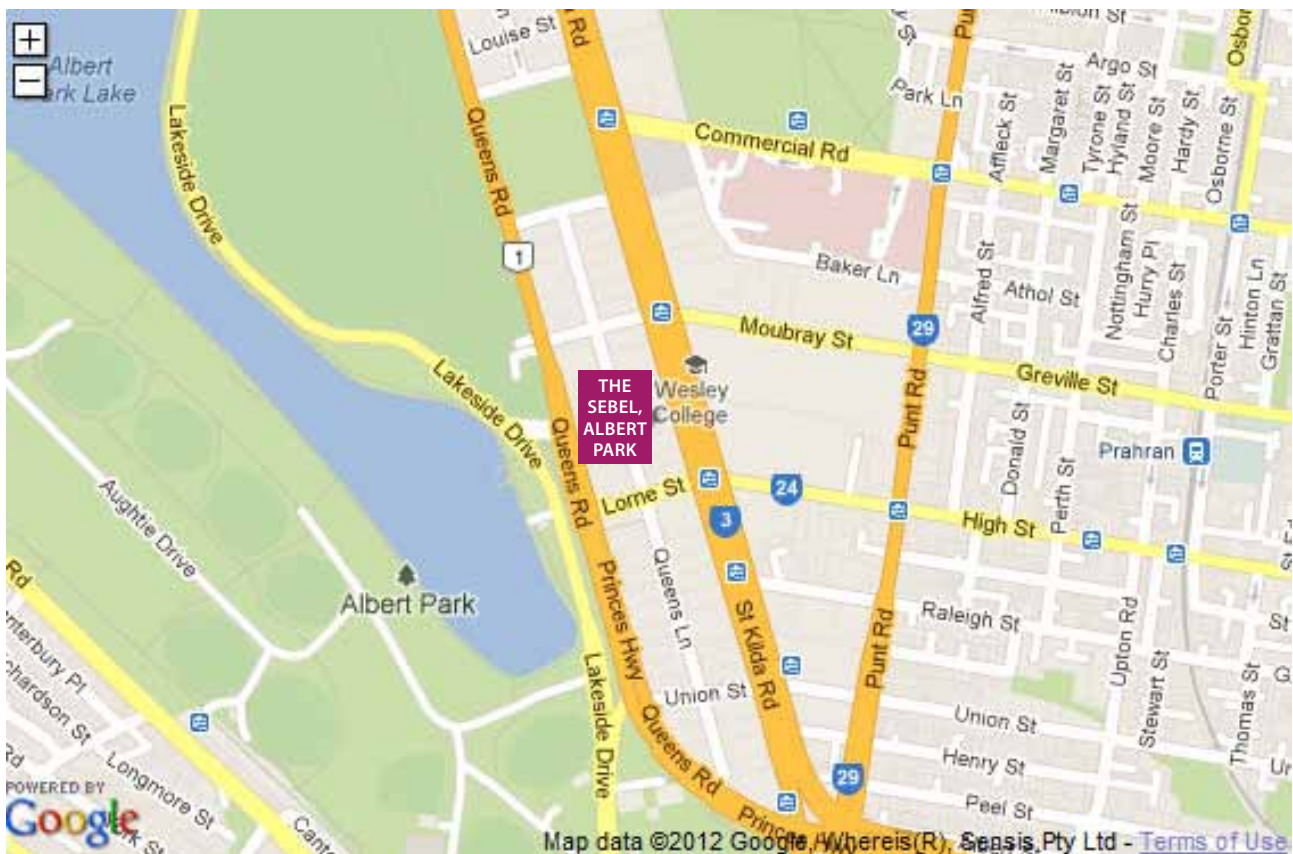 +
−
Albert
Park Lake
Louise St
Rd
Queens Rd
Lakeside Drive
Commercial Rd
Park Ln
Argo St
Affleck St
Margaret St
Tyrone St
Hyland St
Moore St
Hardy St
Osborne St
1
Baker Ln
Alfred St
Athol St
Nottingham St
Hurry Pl
Charles St
Porter St
Hinton Ln
Grattan St
Moubray St
29
Greville St
Punt Rd
THE
SEBEL,
ALBERT
PARK
Wesley
College
Lakeside Drive
Queens Rd
Donald St
Perth St
Prahran
Lorne St
24
3
High St
Aughtie Drive
Albert Park
Princes Hwy
Queens Ln
St Kilda Rd
Raleigh St
Punt Rd
Upton Rd
Stewart St
Thomas St
St
Rd
Union St
Union St
Henry St
Peel St
Lakeside Drive
Queens Rd
29
Longmore St
Rd
POWERED BY
Google
Map data ©2012 Google, Whereis(R), Sensis Pty Ltd - Terms of Use